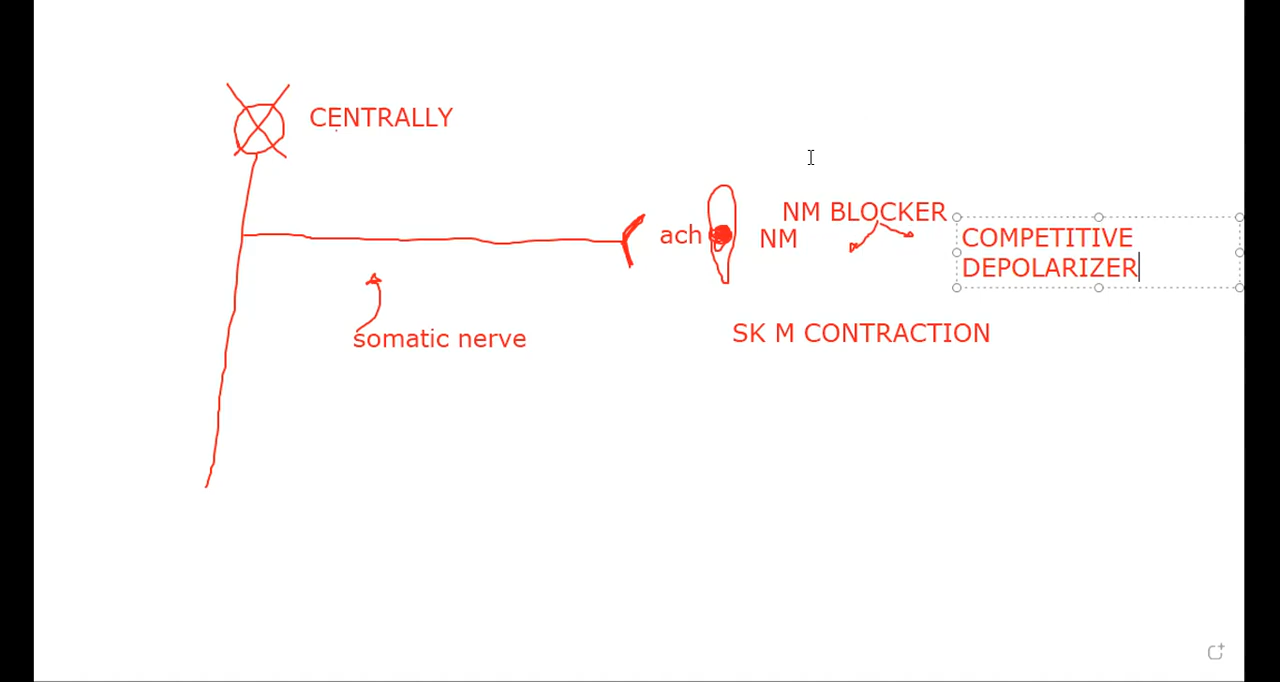 CENTRALLY
NM BLOCKER
ach
NM
COMPETITIVE
DEPOLARIZER
somatic nerve
SK M CONTRACTION